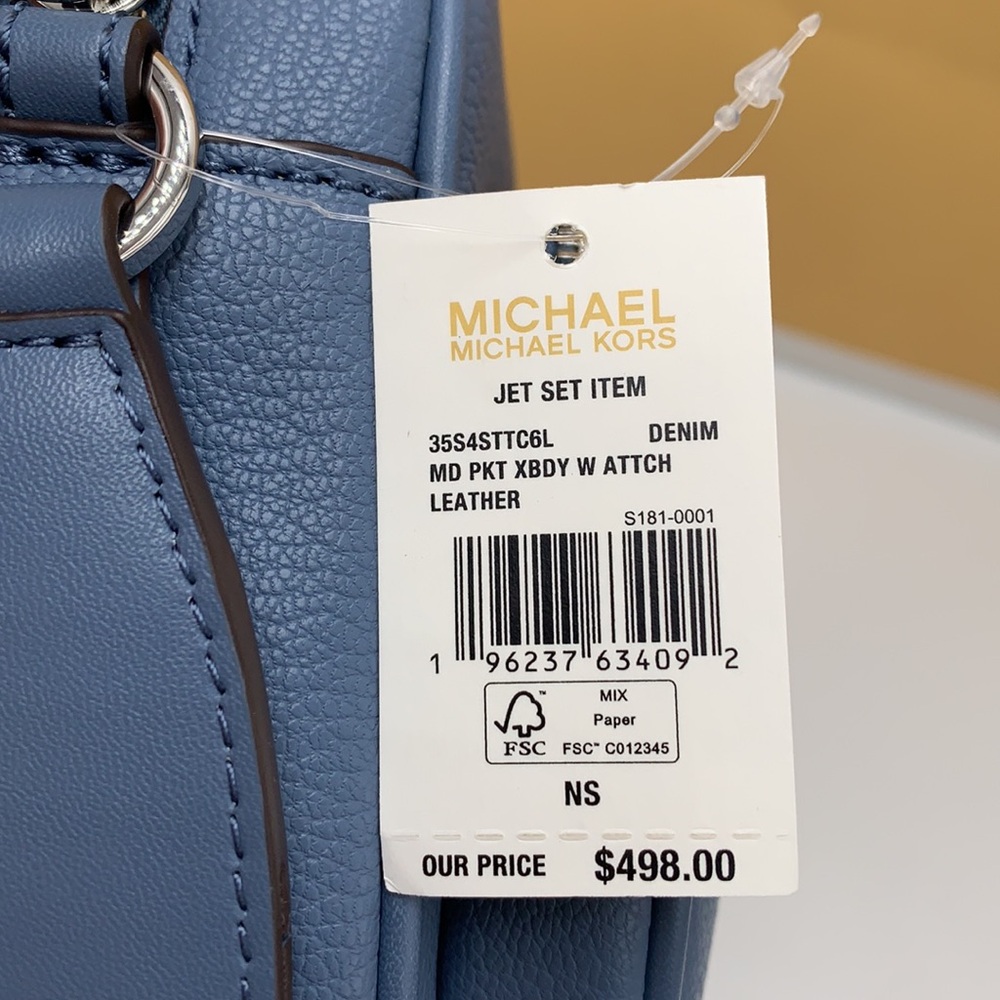 MICHAEL
MICHAEL KORS
JET SET ITEM
35S4STTC6L DENIM
MD PKT XBDY W ATTCH
LEATHER
S181-0001
1 96237 63409 2
FSC™
MIX
Paper
FSC™ C012345
NS
OUR PRICE $498.00